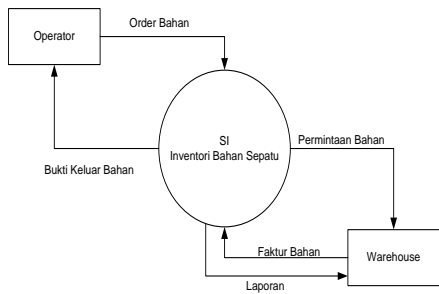 Order Bahan
Operator
SI
Inventori Bahan Sepatu
Permintaan Bahan
Bukti Keluar Bahan
Faktur Bahan
Warehouse
Laporan